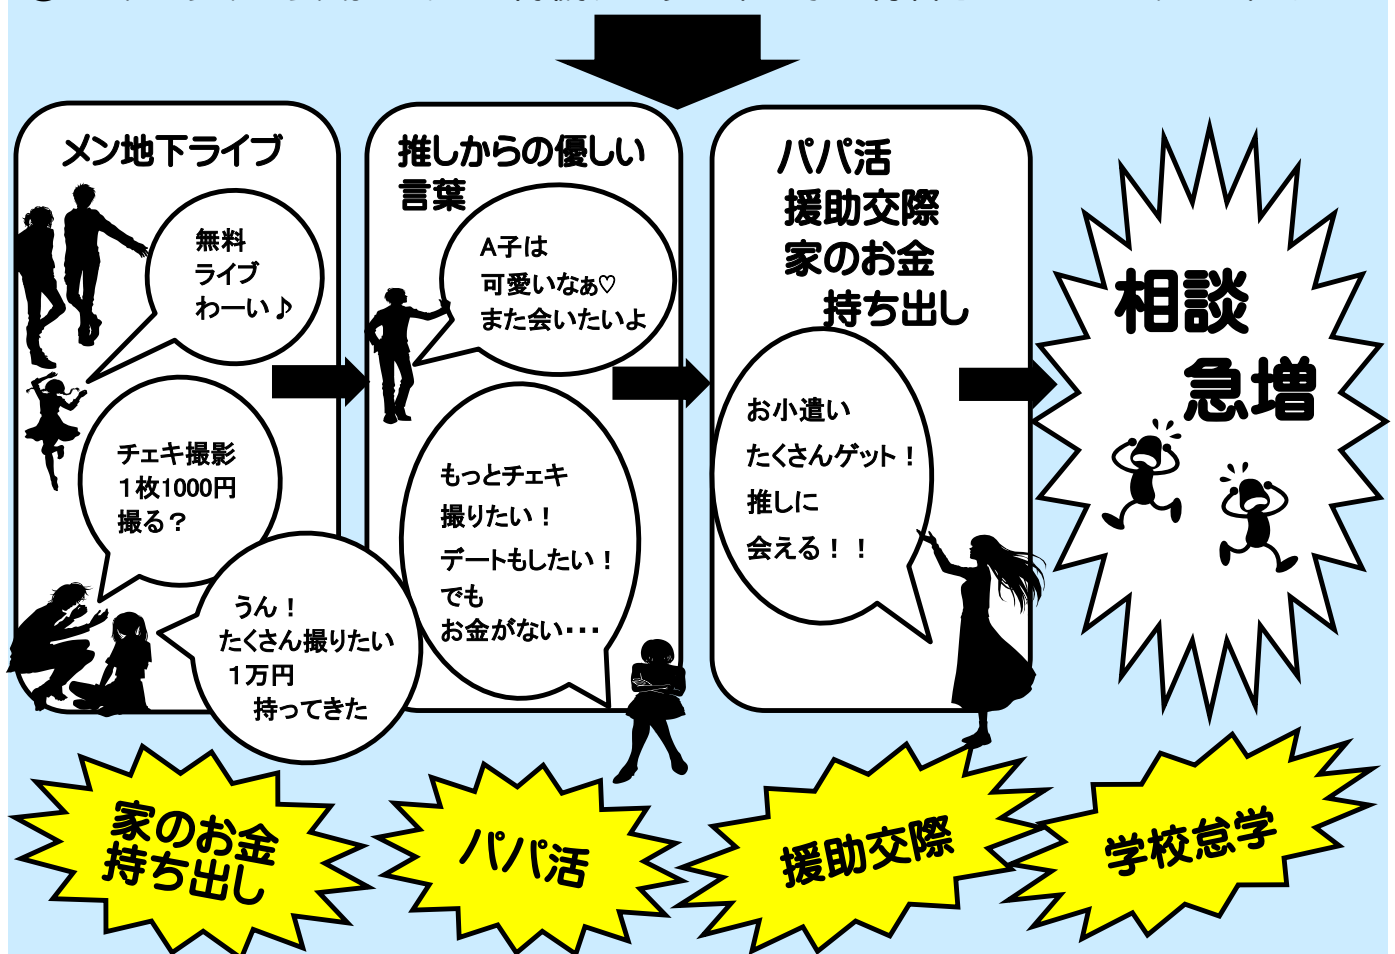 メン地下ライブ
無料
ライブ
わーい♪
チェキ撮影
１枚1000円
撮る？
うん！
たくさん撮りたい
１万円
持ってきた
推しからの優しい
言葉
A子は
可愛いなぁ♡
また会いたいよ
もっとチェキ
撮りたい！
デートもしたい！
でも
お金がない・・・
パパ活
援助交際
家のお金
持ち出し
お小遣い
たくさんゲット！
推しに
会える！！
相談
急増
家のお金
持ち出し
パパ活
援助交際
学校怠学